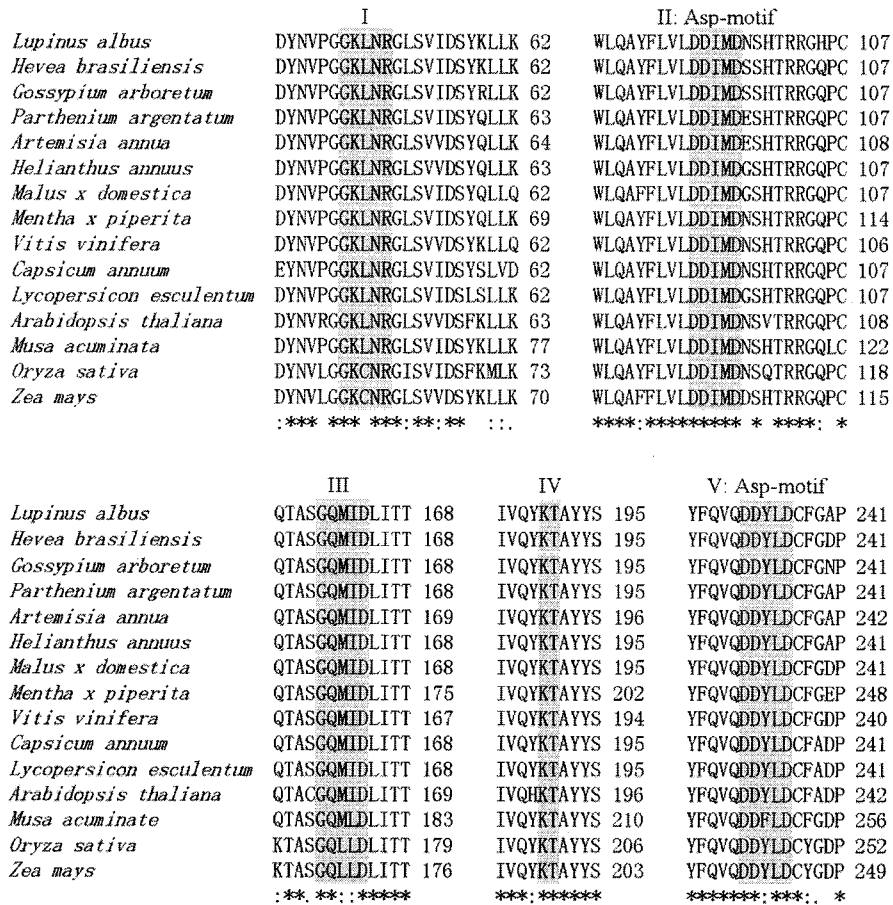 I II: Asp-motif
Lupinus albus DYNVPGGKLNRGLSVIDSYKLLK 62 WLQAYFLVLDDIMDNSHTRRGHPC 107
Hevea brasiliensis DYNVPGGKLNRGLSVIDSYKLLK 62 WLQAYFLVLDDIMDSSHTRRGQPC 107
Gossypium arboretum DYNVPGGKLNRGLSVIDSYRLLK 62 WLQAYFLVLDDIMDSSHTRRGQPC 107
Parthenium argentatum DYNVPGGKLNRGLSVIDSYQLLK 63 WLQAYFLVLDDIMDESHTRRGQPC 107
Artemisia annua DYNVPGGKLNRGLSVVDSYQLLK 64 WLQAYFLVLDDIMDESHTRRGQPC 108
Helianthus annuus DYNVPGGKLNRGLSVVDSYQLLK 63 WLQAYFLVLDDIMDGSHTRRGQPC 107
Malus x domestica DYNVPGGKLNRGLSVIDSYQLLQ 62 WLQAFFLVLDDIMDGSHTRRGQPC 107
Mentha x piperita DYNVPGGKLNRGLSVIDSYQLLK 69 WLQAYFLVLDDIMDNSHTRRGQPC 114
Vitis vinifera DYNVPGGKLNRGLSVVDSYKLLQ 62 WLQAYFLVLDDIMDNSHTRRGQPC 106
Capsicum annuum EYNVPGGKLNRGLSVIDSYSLVD 62 WLQAYFLVLDDIMDNSHTRRGQPC 107
Lycopersicon esculentum DYNVPGGKLNRGLSVIDSLSLLK 62 WLQAYFLVLDDIMDGSHTRRGQPC 107
Arabidopsis thaliana DYNVRGGKLNRGLSVVDSFKLLK 63 WLQAYFLVLDDIMDNSVTRRGQPC 108
Musa acuminata DYNVPGGKLNRGLSVVDSYKLLK 77 WLQAYFLVLDDIMDNSHTRRGQLC 122
Oryza sativa DYNVLGGKCNRGISVIDSFKMLK 73 WLQAYFLVLDDIMDNSQTRRGQPC 118
Zea mays DYNVLGGKCNRGLSVVDSYKLLK 70 WLQAFFLVLDDIMDDSHTRRGQPC 115
:*** *** ***:**:** ::. ****:********* * ****: *
III IV V: Asp-motif
Lupinus albus QTASGQMIDLITT 168 IVQYKTAYYS 195 YFQVQDDYLDCFGAP 241
Hevea brasiliensis QTASGQMIDLITT 168 IVQYKTAYYS 195 YFQVQDDYLDCFGDP 241
Gossypium arboretum QTASGQMIDLITT 168 IVQYKTAYYS 195 YFQVQDDYLDCFGNP 241
Parthenium argentatum QTASGQMIDLITT 168 IVQYKTAYYS 195 YFQVQDDYLDCFGAP 241
Artemisia annua QTASGQMIDLITT 169 IVQYKTAYYS 196 YFQVQDDYLDCFGAP 242
Helianthus annuus QTASGQMIDLITT 168 IVQYKTAYYS 195 YFQVQDDYLDCFGAP 241
Malus x domestica QTASGQMIDLITT 168 IVQYKTAYYS 195 YFQVQDDYLDCFGDP 241
Mentha x piperita QTASGQMIDLITT 175 IVQYKTAYYS 202 YFQVQDDYLDCFGEP 248
Vitis vinifera QTASGQMIDLITT 167 IVQYKTAYYS 194 YFQVQDDYLDCFGDP 240
Capsicum annuum QTASGQMIDLITT 168 IVQYKTAYYS 195 YFQVQDDYLDCFADP 241
Lycopersicon esculentum QTASGQMIDLITT 168 IVQYKTAYYS 195 YFQVQDDYLDCFGDP 241
Arabidopsis thaliana QTACGQMIDLITT 169 IVQHKTAYYS 196 YFQVQDDYLDCFADP 242
Musa acuminate QTASGQMLDLITT 183 IVQYKTAYYS 210 YFQVQDDFLDCFGDP 256
Oryza sativa KTASGQLLDLITT 179 IVQYKTAYYS 206 YFQVQDDYLDCYGDP 252
Zea mays KTASGQLLDLITT 176 IVQYKTAYYS 203 YFQVQDDYLDCYGDP 249
:**.**::***** ***:****** *******:***:. *